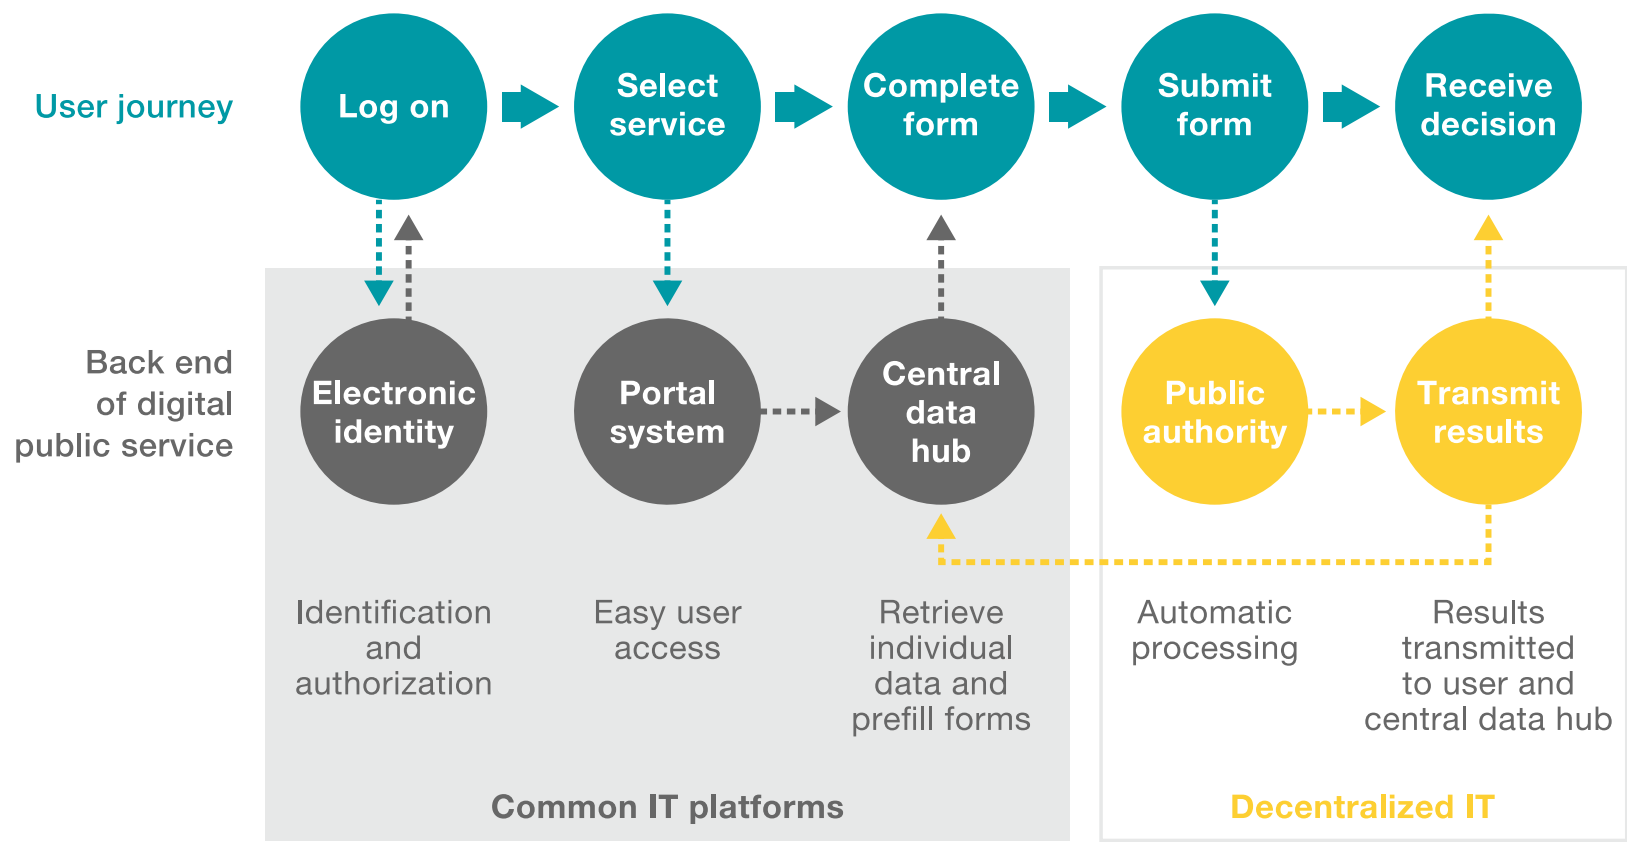 User journey
Log on
Select
service
Complete
form
Submit
form
Receive
decision
Back end
of digital
public service
Electronic
identity
Portal
system
Central
data
hub
Public
authority
Transmit
results
Identification
and
authorization
Easy user
access
Retrieve
individual
data and
prefill forms
Automatic
processing
Results
transmitted
to user and
central data hub
Common IT platforms
Decentralized IT